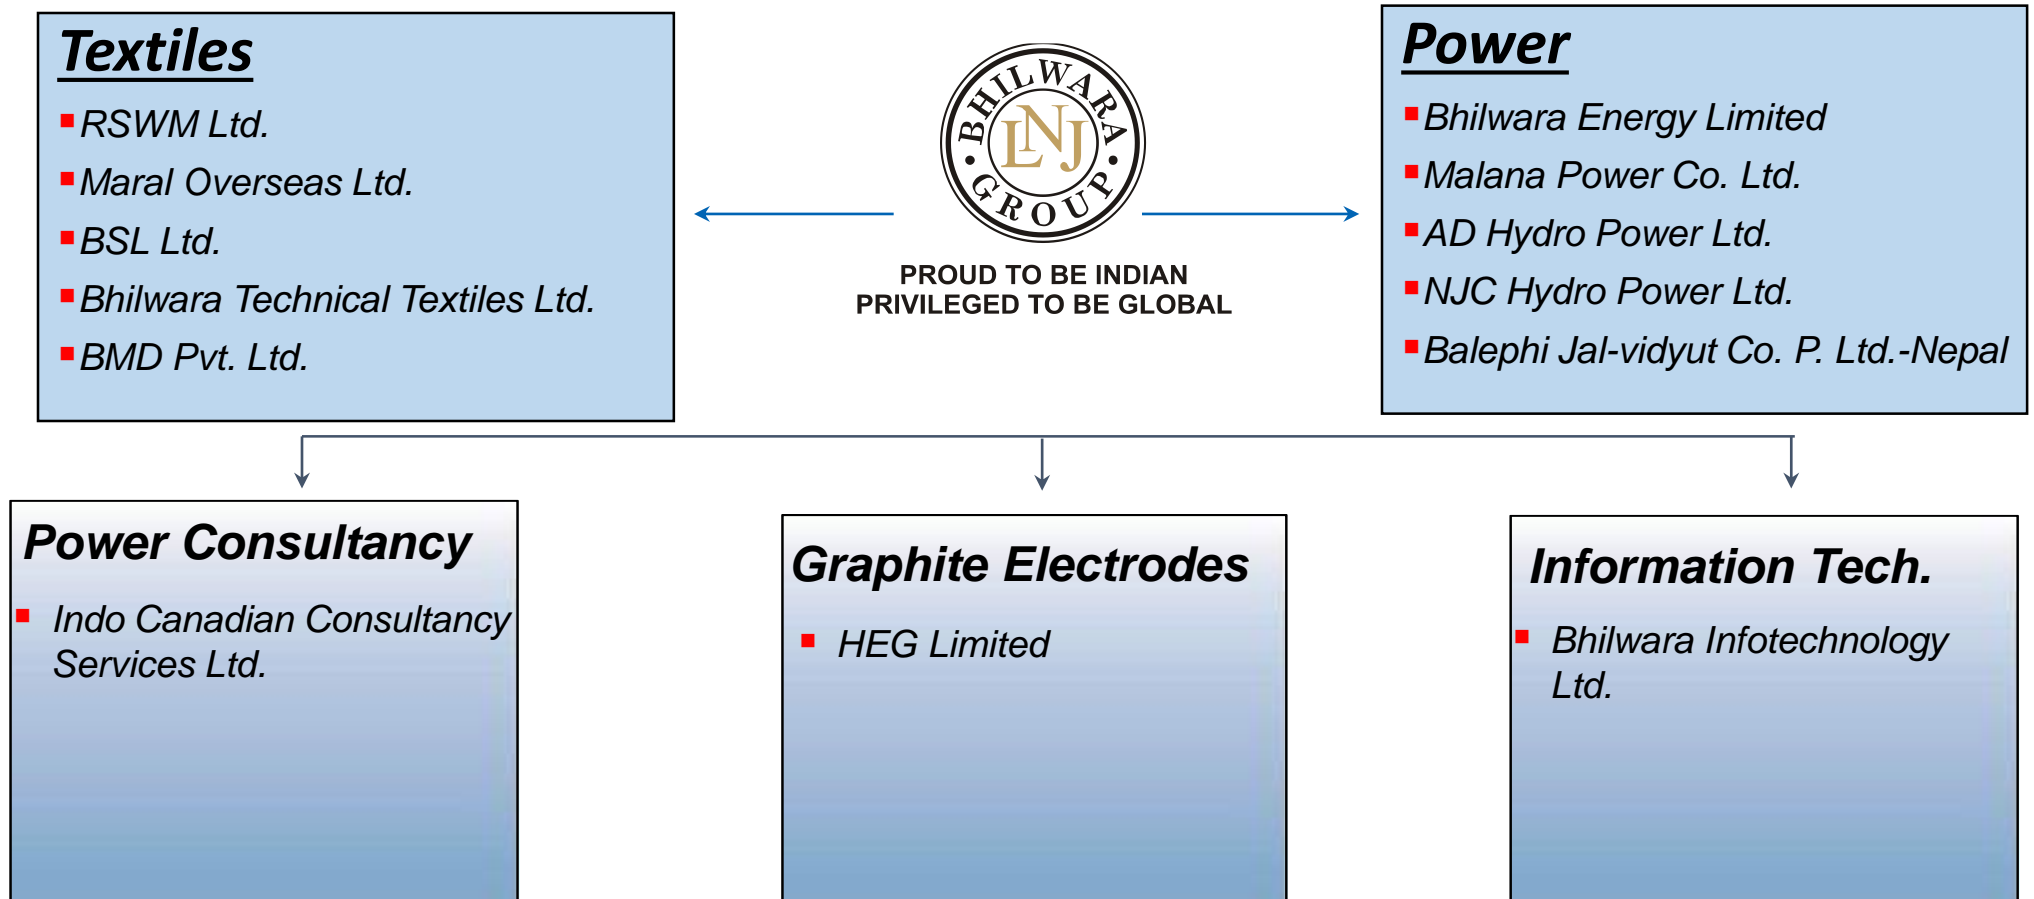 Textiles
RSWM Ltd.
Maral Overseas Ltd.
BSL Ltd.
Bhilwara Technical Textiles Ltd.
BMD Pvt. Ltd.
BHILWARA
LNJ
GROUP
PROUD TO BE INDIAN
PRIVILEGED TO BE GLOBAL
Power
Bhilwara Energy Limited
Malana Power Co. Ltd.
AD Hydro Power Ltd.
NJC Hydro Power Ltd.
Balephi Jal-vidyut Co. P. Ltd.-Nepal
Power Consultancy
Indo Canadian Consultancy
Services Ltd.
Graphite Electrodes
HEG Limited
Information Tech.
Bhilwara Infotechnology
Ltd.